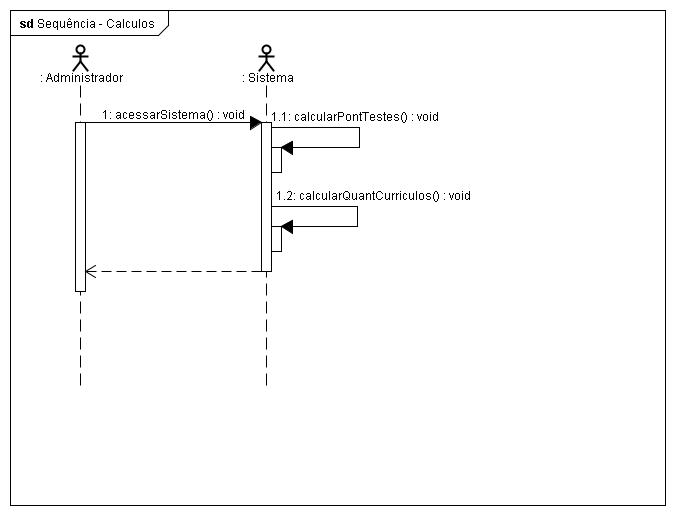 sd Sequência - Calculos
: Administrador
: Sistema
1: acessarSistema() : void
1.1: calcularPontTestes() : void
1.2: calcularQuantCurriculos() : void